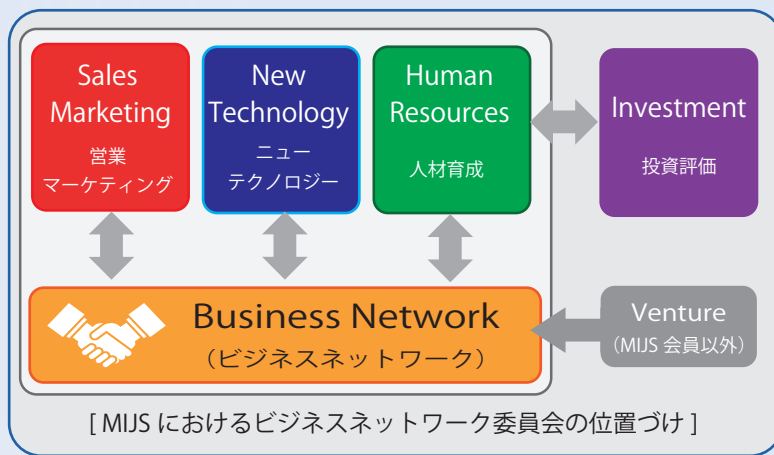 Sales
Marketing
営業
マーケティング
New
Technology
ニュー
テクノロジー
Human
Resources
人材育成
Investment
投資評価
Business Network
（ビジネスネットワーク）
Venture
（MIJS 会員以外）
[ MIJS におけるビジネスネットワーク委員会の位置づけ ]